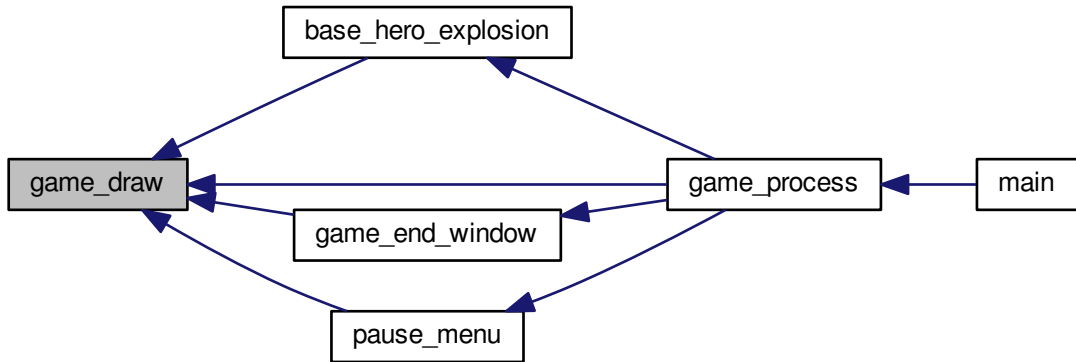 base_hero_explosion
game_draw
game_process
main
game_end_window
pause_menu